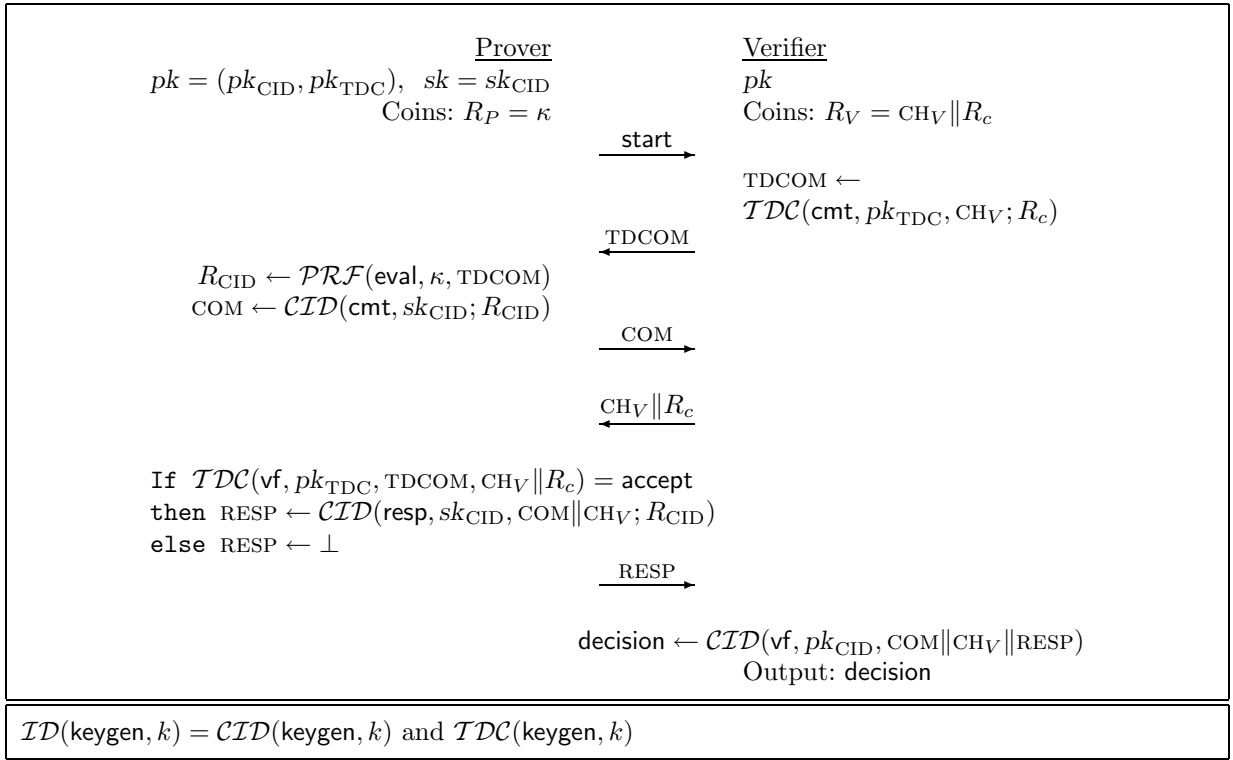 Prover Verifier
pk = (pk_CID, pk_TDC), sk = sk_CID pk
Coins: R_P = κ Coins: R_V = CH_V‖R_c
start
TDCOM ←
𝒯𝒟𝒞(cmt, pk_TDC, CH_V; R_c)
TDCOM
R_CID ← 𝒫ℛℱ(eval, κ, TDCOM)
COM ← 𝒞ℐ𝒟(cmt, sk_CID; R_CID)
COM
CH_V‖R_c
If 𝒯𝒟𝒞(vf, pk_TDC, TDCOM, CH_V‖R_c) = accept
then RESP ← 𝒞ℐ𝒟(resp, sk_CID, COM‖CH_V; R_CID)
else RESP ← ⊥
RESP
decision ← 𝒞ℐ𝒟(vf, pk_CID, COM‖CH_V‖RESP)
Output: decision
ℐ𝒟(keygen, k) = 𝒞ℐ𝒟(keygen, k) and 𝒯𝒟𝒞(keygen, k)